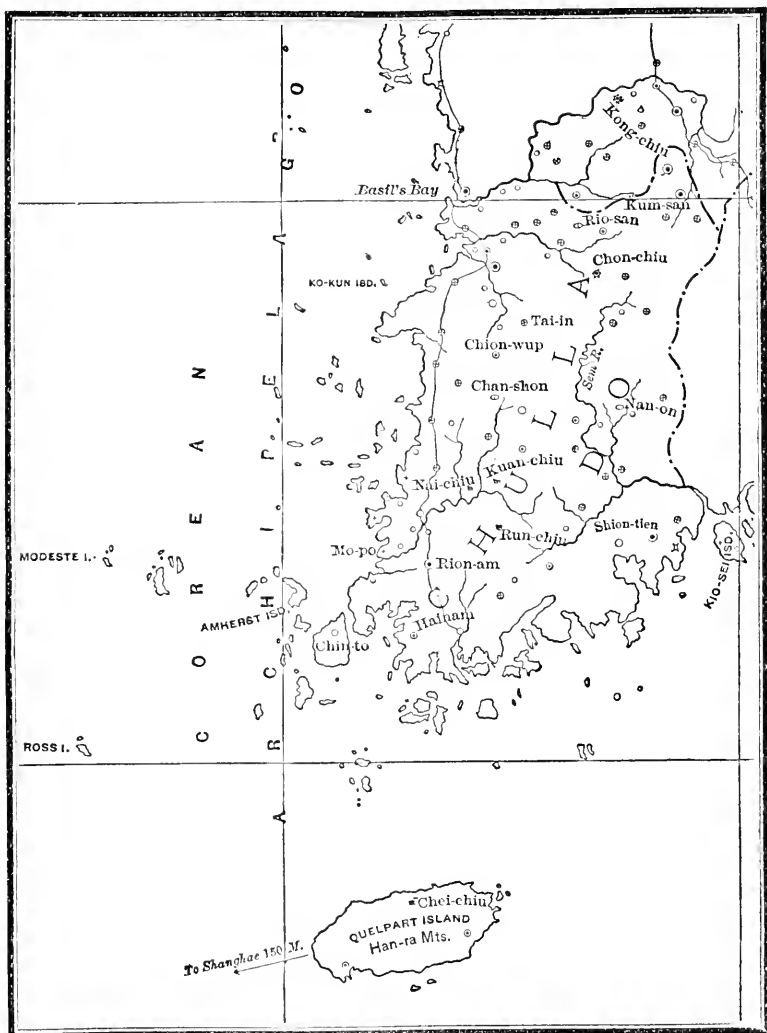 COREAN
ARCHIPELAGO
Kong-chiu
Basil's Bay
Kum-san
Rio-san
Chon-chiu
KO-KUN ISD.
CHULLA
DO
Tai-in
Chion-wup
Som R.
Chan-shon
Nan-on
Kuan-chiu
Nai-chiu
Run-chiu
Shion-tien
Mo-po
MODESTE I.
Rion-am
KIO-SEI ISD.
AMHERST ISD.
Hainam
Chin-to
ROSS I.
Chei-chiu
QUELPART ISLAND
Han-ra Mts.
To Shanghae 150 M.